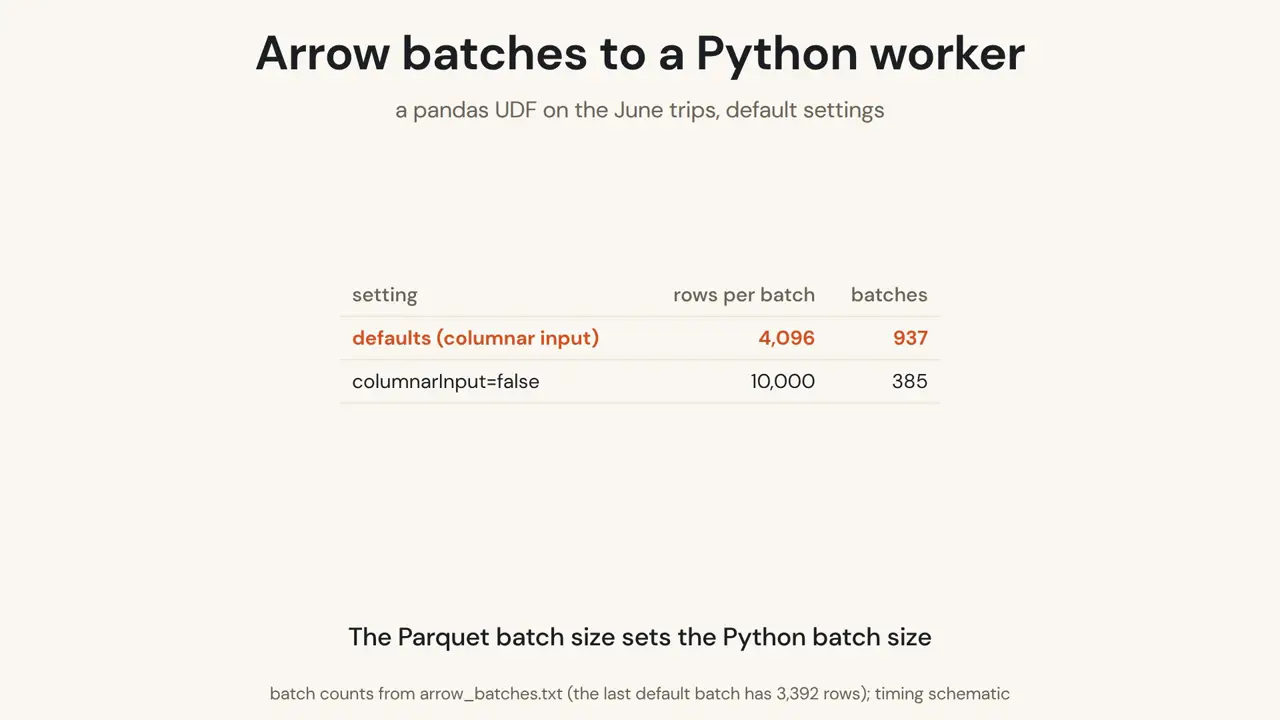 Arrow batches to a Python worker
a pandas UDF on the June trips, default settings
setting rows per batch batches
defaults (columnar input) 4,096 937
columnarInput=false 10,000 385
The Parquet batch size sets the Python batch size
batch counts from arrow_batches.txt (the last default batch has 3,392 rows); timing schematic